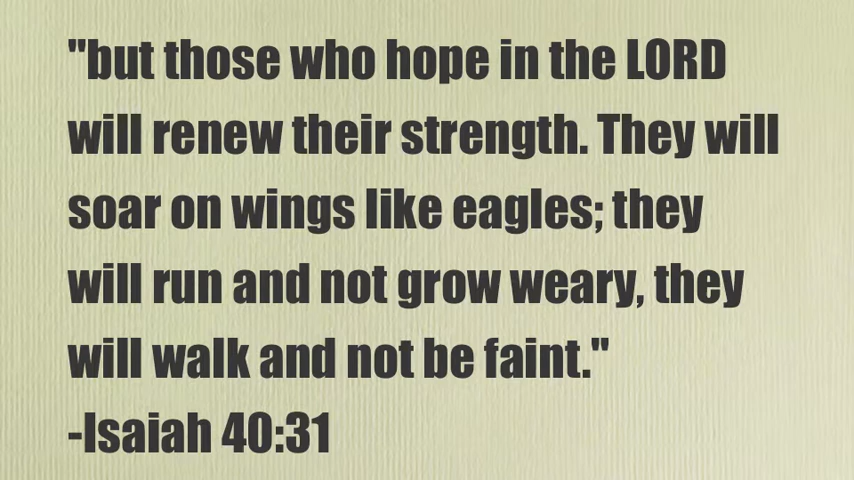 "but those who hope in the LORD
will renew their strength. They will
soar on wings like eagles; they
will run and not grow weary, they
will walk and not be faint."
-Isaiah 40:31